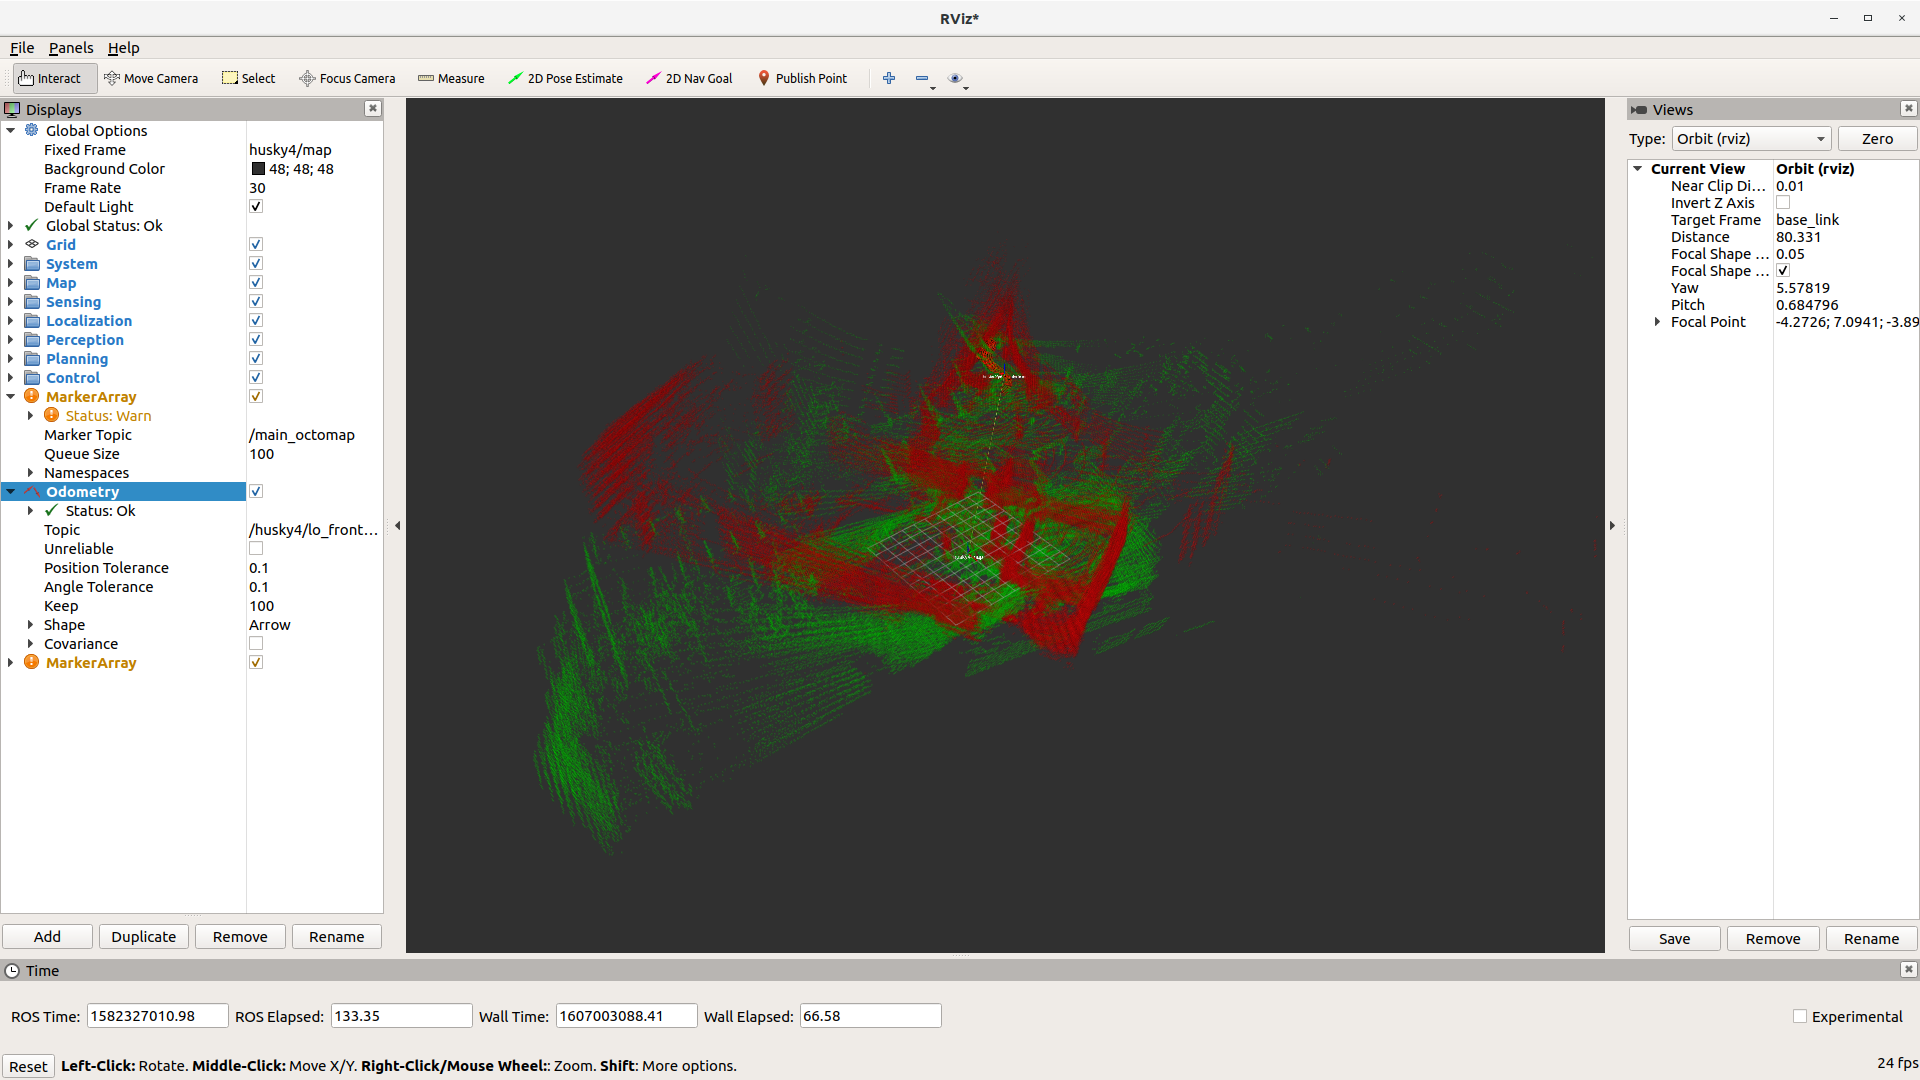 RViz*
File Panels Help
Interact Move Camera Select Focus Camera Measure 2D Pose Estimate 2D Nav Goal Publish Point
Displays
Global Options
Fixed Frame husky4/map
Background Color 48; 48; 48
Frame Rate 30
Default Light
Global Status: Ok
Grid
System
Map
Sensing
Localization
Perception
Planning
Control
MarkerArray
Status: Warn
Marker Topic /main_octomap
Queue Size 100
Namespaces
Odometry
Status: Ok
Topic /husky4/lo_front…
Unreliable
Position Tolerance 0.1
Angle Tolerance 0.1
Keep 100
Shape Arrow
Covariance
MarkerArray
Add Duplicate Remove Rename
Views
Type: Orbit (rviz) Zero
Current View Orbit (rviz)
Near Clip Di… 0.01
Invert Z Axis
Target Frame base_link
Distance 80.331
Focal Shape … 0.05
Focal Shape …
Yaw 5.57819
Pitch 0.684796
Focal Point -4.2726; 7.0941; -3.89
Save Remove Rename
Time
ROS Time: 1582327010.98 ROS Elapsed: 133.35 Wall Time: 1607003088.41 Wall Elapsed: 66.58 Experimental
Reset Left-Click: Rotate. Middle-Click: Move X/Y. Right-Click/Mouse Wheel:: Zoom. Shift: More options. 24 fps